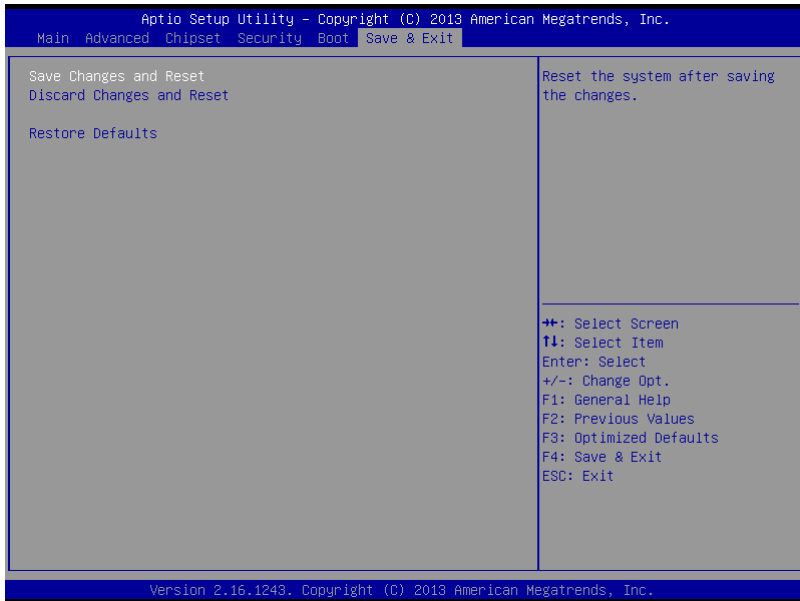 Aptio Setup Utility – Copyright (C) 2013 American Megatrends, Inc.
Main Advanced Chipset Security Boot Save & Exit
Save Changes and Reset
Discard Changes and Reset
Restore Defaults
Reset the system after saving
the changes.
→←: Select Screen
↑↓: Select Item
Enter: Select
+/-: Change Opt.
F1: General Help
F2: Previous Values
F3: Optimized Defaults
F4: Save & Exit
ESC: Exit
Version 2.16.1243. Copyright (C) 2013 American Megatrends, Inc.